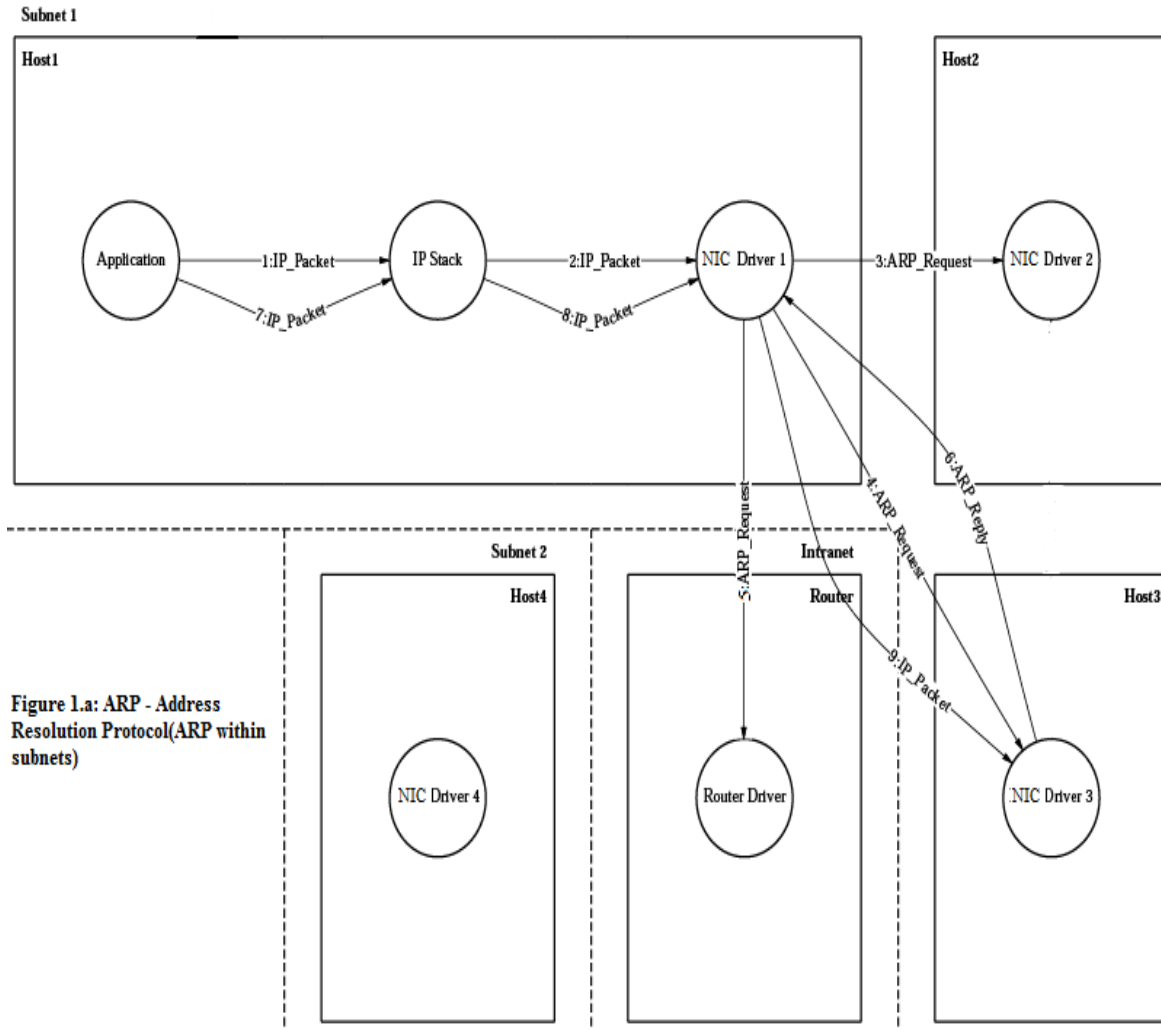 Subnet 1
Host1
Host2
Application
1:IP_Packet
IP Stack
2:IP_Packet
NIC Driver 1
3:ARP_Request
NIC Driver 2
7:IP_Packet
8:IP_Packet
6:ARP_Reply
4:ARP_Request
5:ARP_Request
9:IP_Packet
Subnet 2
Intranet
Host4
Router
Host3
Figure 1.a: ARP - Address
Resolution Protocol(ARP within
subnets)
NIC Driver 4
Router Driver
NIC Driver 3